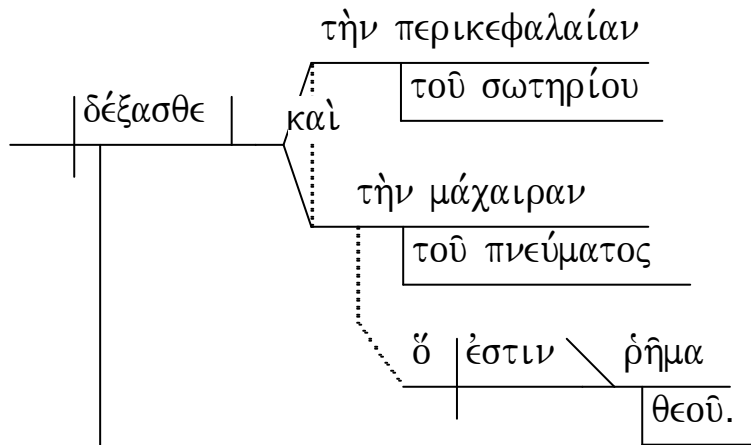 τὴν περικεφαλαίαν
τοῦ σωτηρίου
δέξασθε
καὶ
τὴν μάχαιραν
τοῦ πνεύματος
ὅ ἐστιν ῥῆμα
θεοῦ.